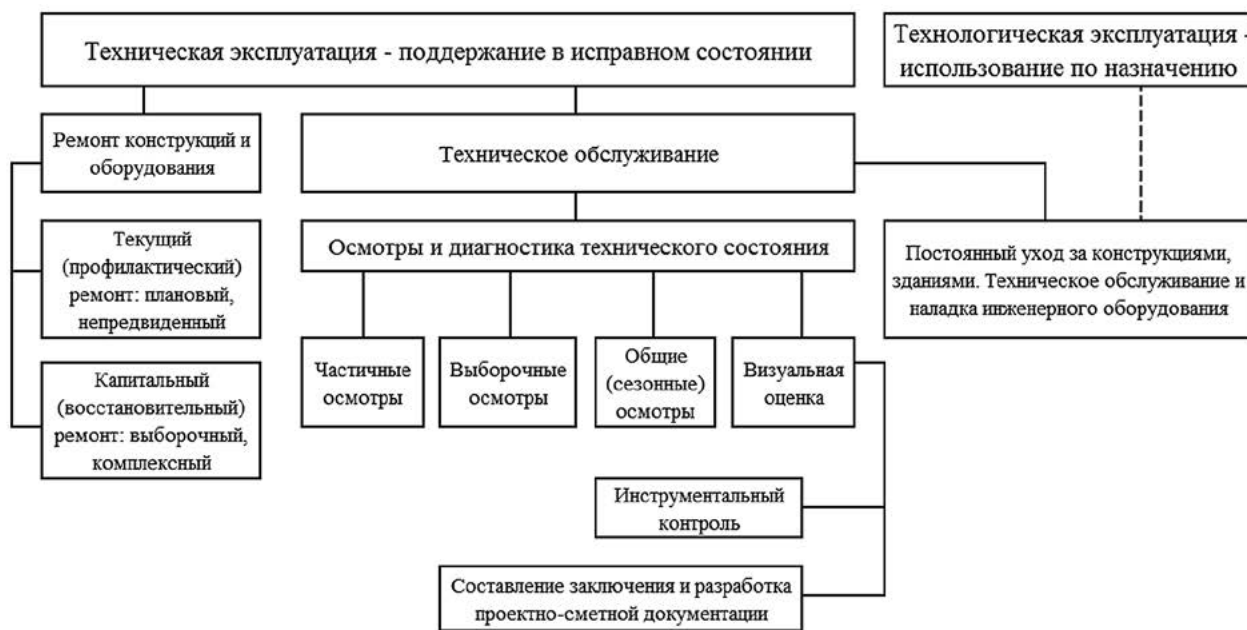 Техническая эксплуатация - поддержание в исправном состоянии
Технологическая эксплуатация -
использование по назначению
Ремонт конструкций и
оборудования
Техническое обслуживание
Текущий
(профилактический)
ремонт: плановый,
непредвиденный
Осмотры и диагностика технического состояния
Постоянный уход за конструкциями,
зданиями. Техническое обслуживание и
наладка инженерного оборудования
Капитальный
(восстановительный)
ремонт: выборочный,
комплексный
Частичные
осмотры
Выборочные
осмотры
Общие
(сезонные)
осмотры
Визуальная
оценка
Инструментальный
контроль
Составление заключения и разработка
проектно-сметной документации